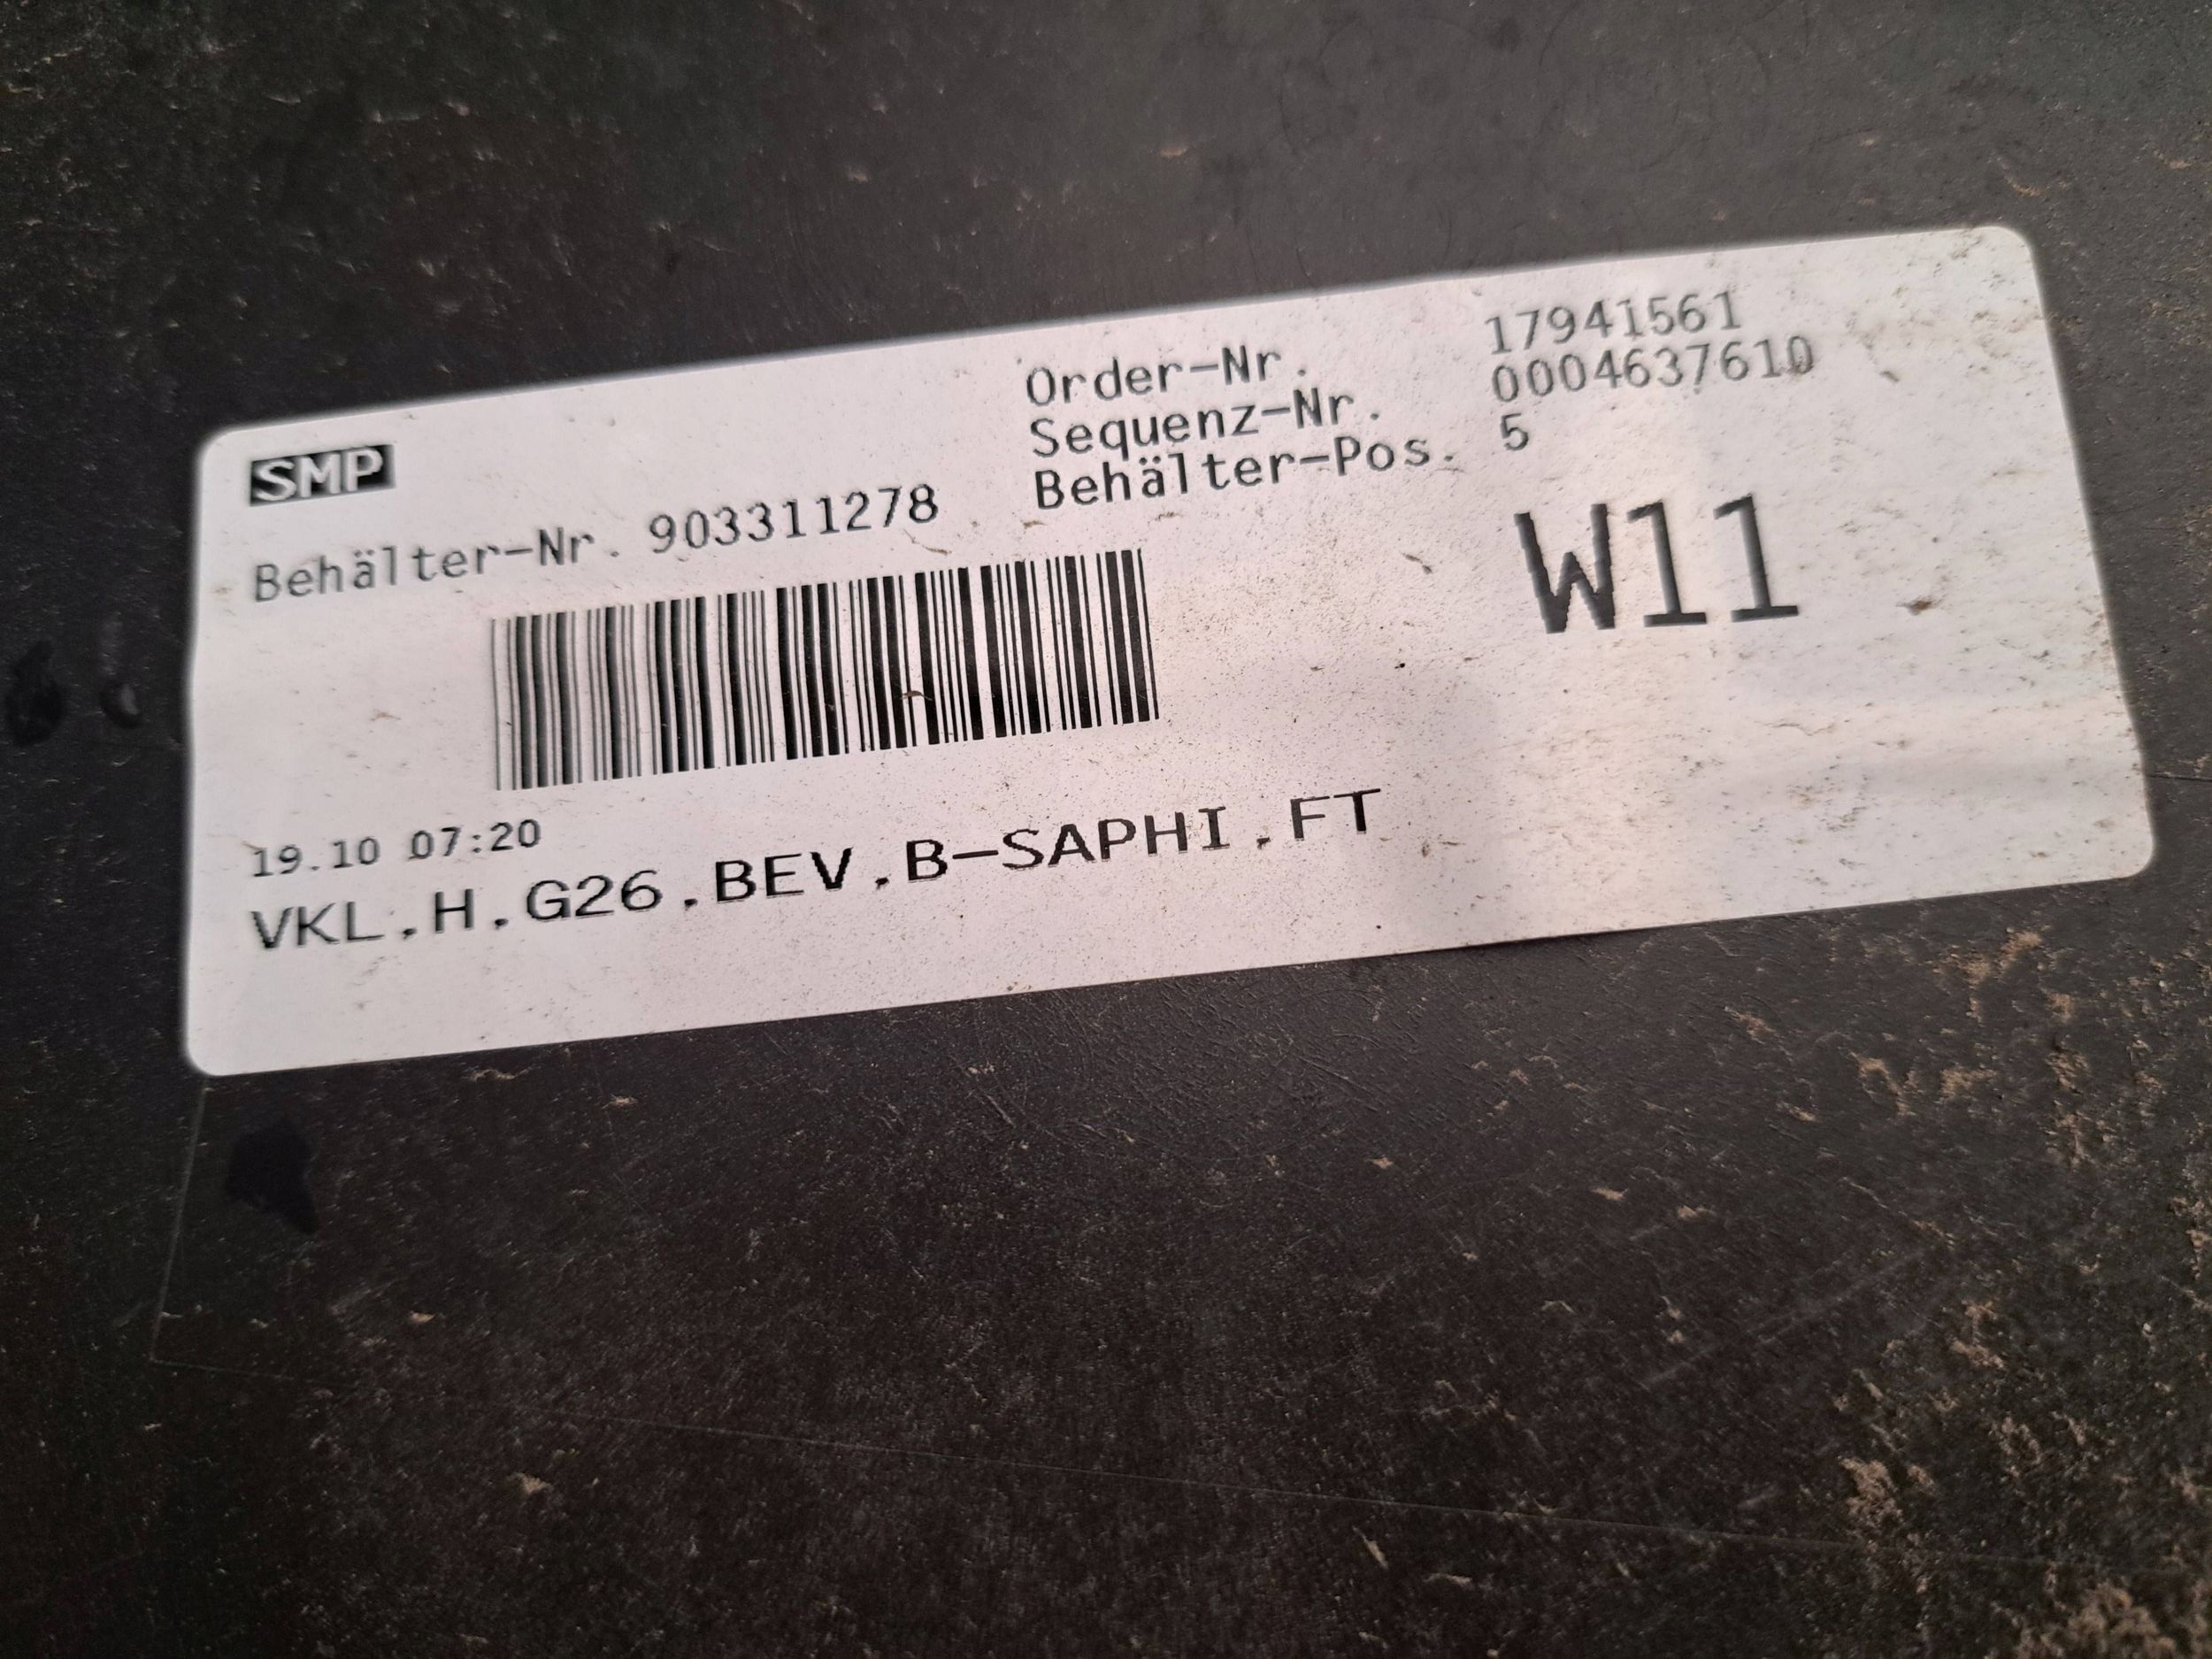 SMP
Order-Nr. 17941561
Sequenz-Nr. 0004637610
Behälter-Pos. 5
Behälter-Nr. 903311278
W11
19.10 07:20
VKL.H.G26.BEV.B-SAPHI.FT